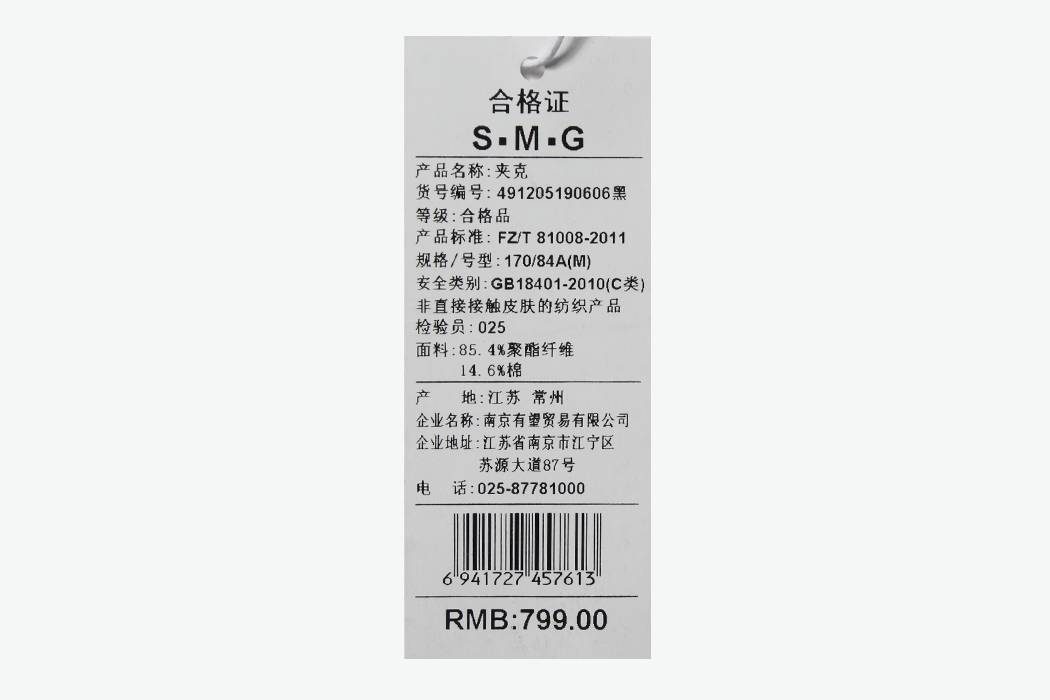 合格证
S▪M▪G
产品名称:夹克
货号编号:491205190606黑
等级:合格品
产品标准:FZ/T 81008-2011
规格/号型:170/84A(M)
安全类别:GB18401-2010(C类)
非直接接触皮肤的纺织产品
检验员:025
面料:85.4%聚酯纤维
14.6%棉
产 地:江苏 常州
企业名称:南京有望贸易有限公司
企业地址:江苏省南京市江宁区
苏源大道87号
电 话:025-87781000
6 941727 457613
RMB:799.00